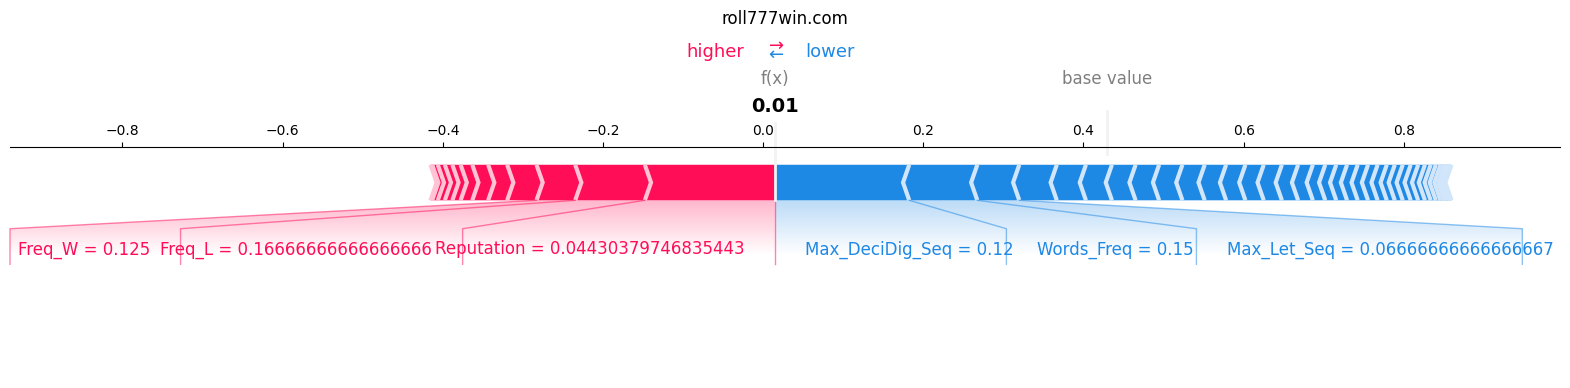 roll777win.com
higher ⇄ lower
f(x) base value
0.01
−0.8 −0.6 −0.4 −0.2 0.0 0.2 0.4 0.6 0.8
Freq_W = 0.125 Freq_L = 0.16666666666666666 Reputation = 0.04430379746835443 Max_DeciDig_Seq = 0.12 Words_Freq = 0.15 Max_Let_Seq = 0.06666666666666667